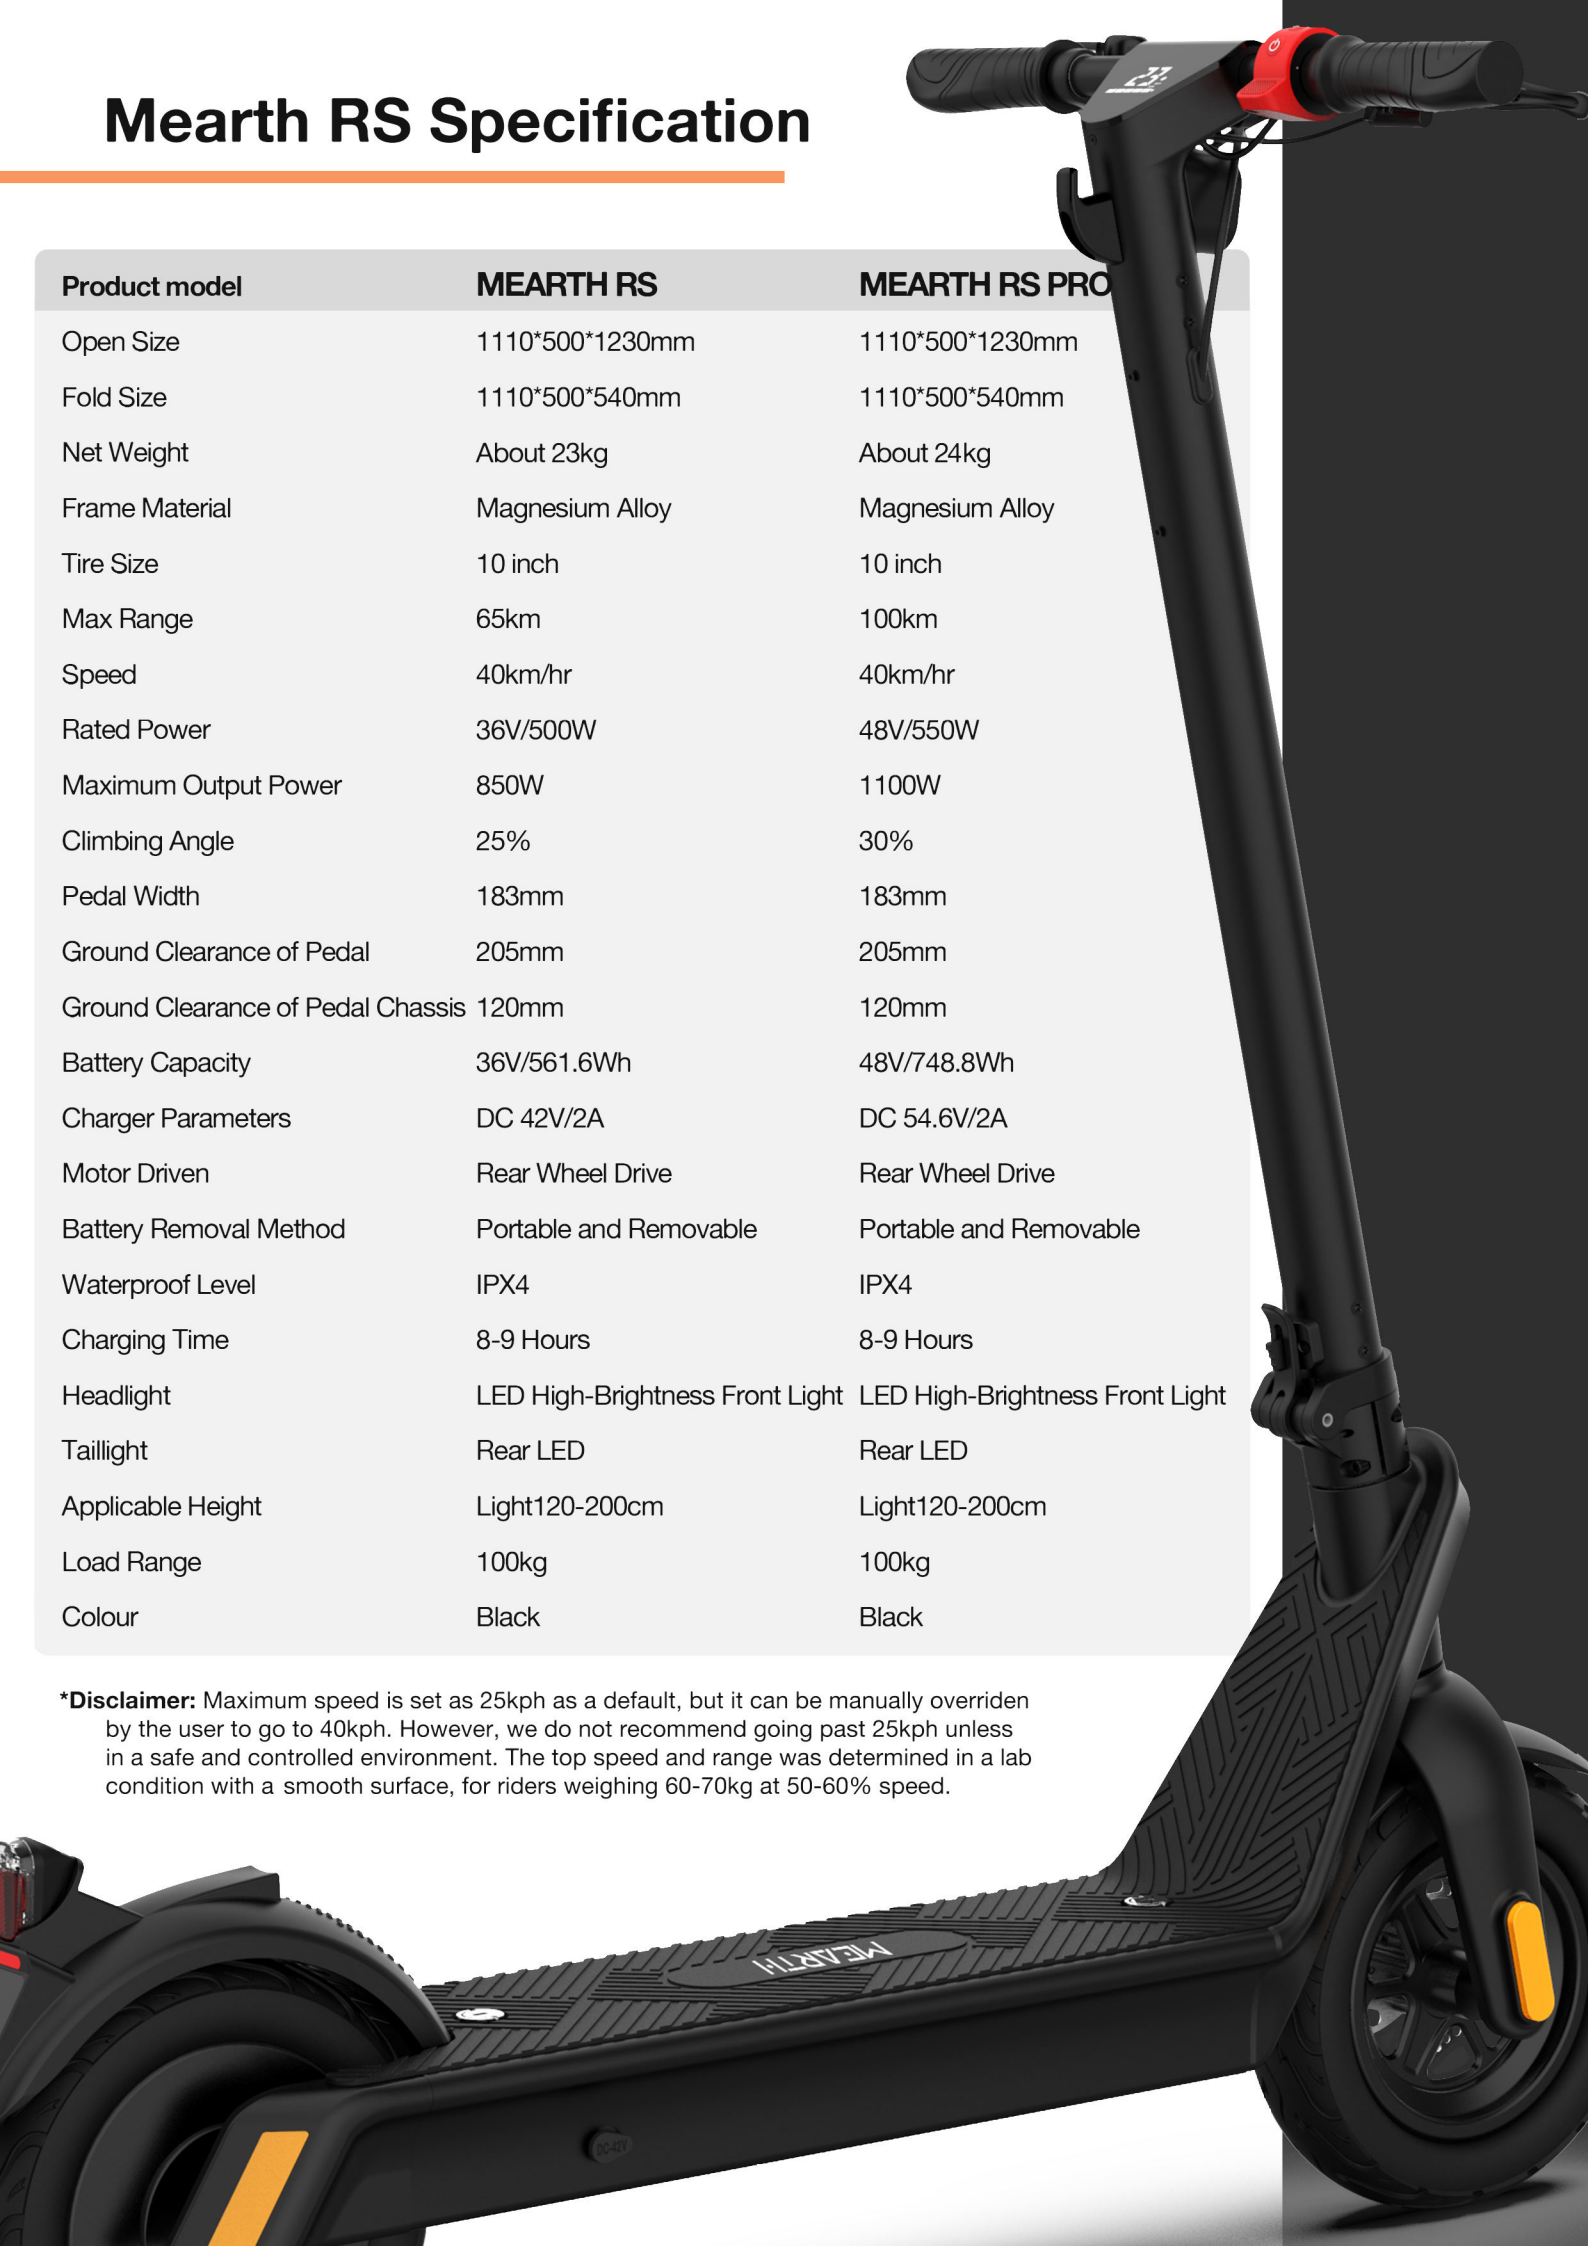 Mearth RS Specification
Product model MEARTH RS MEARTH RS PRO
Open Size 1110*500*1230mm 1110*500*1230mm
Fold Size 1110*500*540mm 1110*500*540mm
Net Weight About 23kg About 24kg
Frame Material Magnesium Alloy Magnesium Alloy
Tire Size 10 inch 10 inch
Max Range 65km 100km
Speed 40km/hr 40km/hr
Rated Power 36V/500W 48V/550W
Maximum Output Power 850W 1100W
Climbing Angle 25% 30%
Pedal Width 183mm 183mm
Ground Clearance of Pedal 205mm 205mm
Ground Clearance of Pedal Chassis 120mm 120mm
Battery Capacity 36V/561.6Wh 48V/748.8Wh
Charger Parameters DC 42V/2A DC 54.6V/2A
Motor Driven Rear Wheel Drive Rear Wheel Drive
Battery Removal Method Portable and Removable Portable and Removable
Waterproof Level IPX4 IPX4
Charging Time 8-9 Hours 8-9 Hours
Headlight LED High-Brightness Front Light LED High-Brightness Front Light
Taillight Rear LED Rear LED
Applicable Height Light120-200cm Light120-200cm
Load Range 100kg 100kg
Colour Black Black
*Disclaimer: Maximum speed is set as 25kph as a default, but it can be manually overriden
by the user to go to 40kph. However, we do not recommend going past 25kph unless
in a safe and controlled environment. The top speed and range was determined in a lab
condition with a smooth surface, for riders weighing 60-70kg at 50-60% speed.
MEARTH
DC-42V